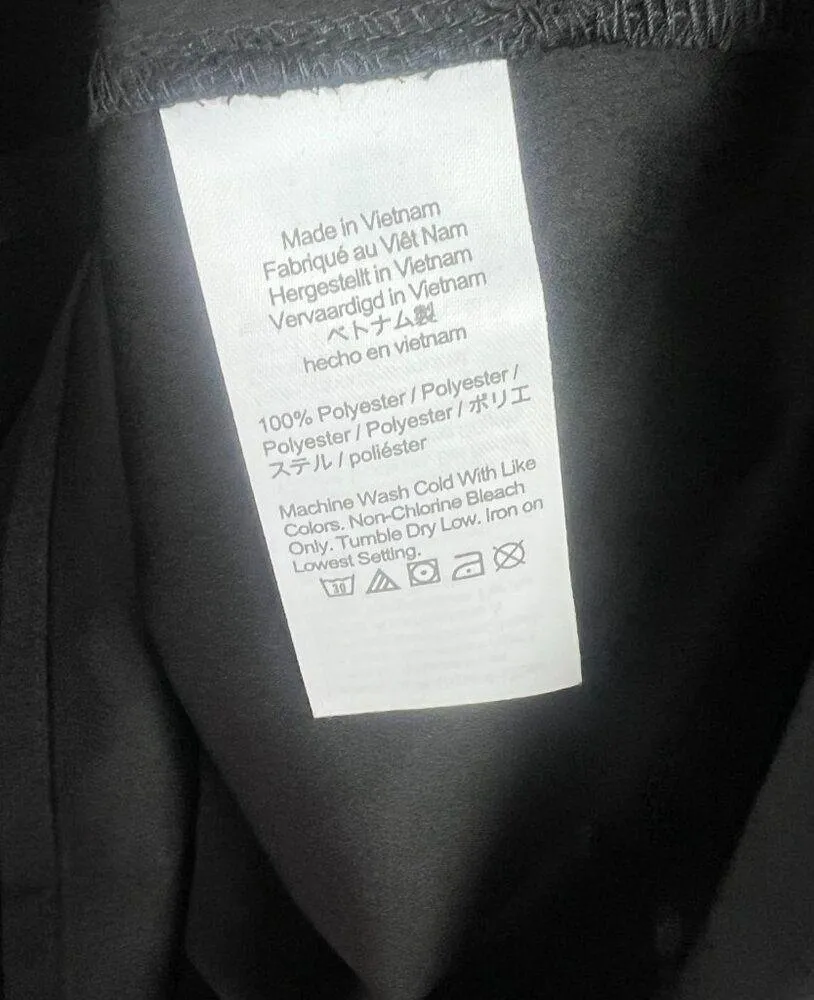 Made in Vietnam
Fabriqué au Viêt Nam
Hergestellt in Vietnam
Vervaardigd in Vietnam
ベトナム製
hecho en vietnam
100% Polyester / Polyester /
Polyester / Polyester / ポリエ
ステル / poliéster
Machine Wash Cold With Like
Colors. Non-Chlorine Bleach
Only. Tumble Dry Low. Iron on
Lowest Setting.
30